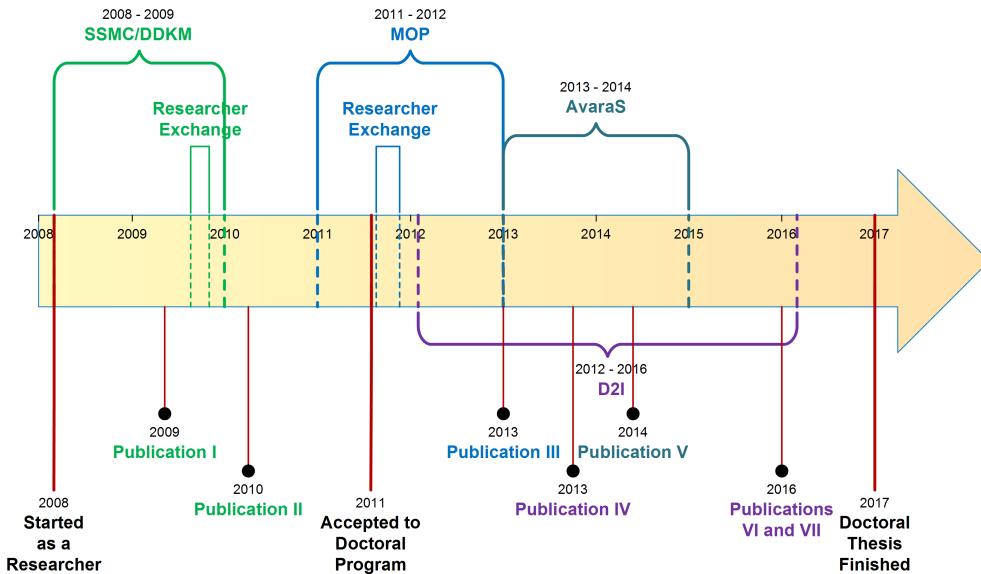 2008 - 2009
SSMC/DDKM
2011 - 2012
MOP
2013 - 2014
AvaraS
Researcher
Exchange
Researcher
Exchange
2008
2009
2010
2011
2012
2013
2014
2015
2016
2017
2012 - 2016
D2I
2009
Publication I
2013
Publication III
2014
Publication V
2010
Publication II
2013
Publication IV
2016
Publications
VI and VII
2008
Started
as a
Researcher
2011
Accepted to
Doctoral
Program
2017
Doctoral
Thesis
Finished